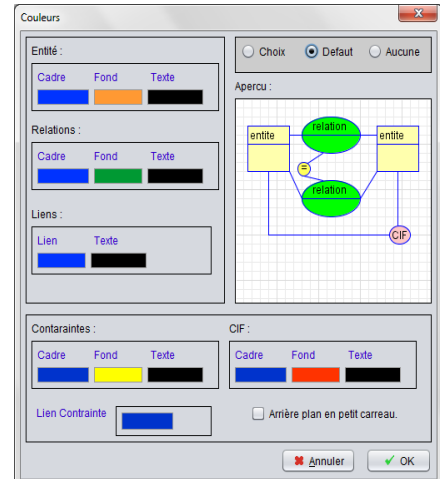 Couleurs
Entité :
Cadre Fond Texte
Relations :
Cadre Fond Texte
Liens :
Lien Texte
Choix Defaut Aucune
Apercu :
relation
entite entite
=
relation
CIF
Contaraintes :
Cadre Fond Texte
Lien Contrainte
CIF :
Cadre Fond Texte
Arrière plan en petit carreau.
Annuler OK